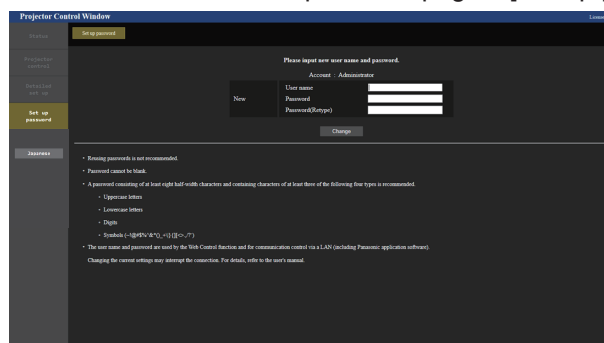 Projector Control Window
License
Status
Set up password
Projector
control
Detailed
set up
Set up
password
Japanese
Please input new user name and password.
Account : Administrator
New
User name
Password
Password(Retype)
Change
• Reusing passwords is not recommended.
• Password cannot be blank.
• A password consisting of at least eight half-width characters and containing characters of at least three of the following four types is recommended.
• Uppercase letters
• Lowercase letters
• Digits
• Symbols
• The user name and password are used by the Web Control function and for communication control via a LAN (including Panasonic application software).
Changing the current settings may interrupt the connection. For details, refer to the user's manual.